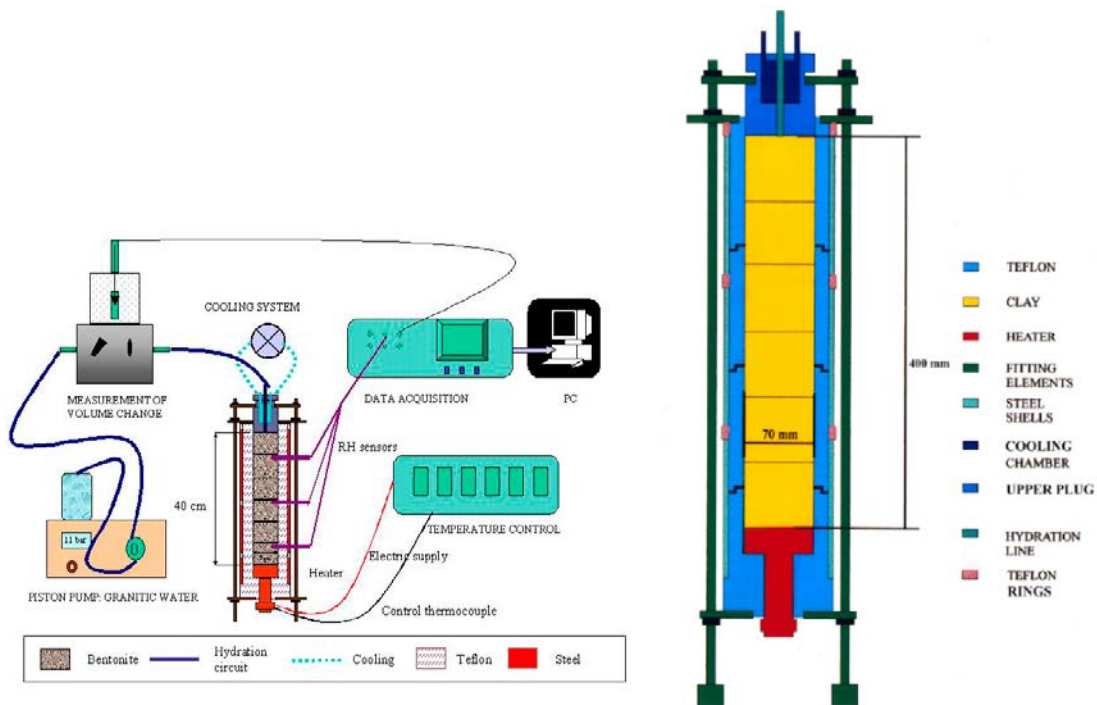 COOLING SYSTEM
MEASUREMENT OF
VOLUME CHANGE
DATA ACQUISITION
PC
RH sensors
40 cm
11 bar
TEMPERATURE CONTROL
Electric supply
Heater
Control thermocouple
PISTON PUMP: GRANITIC WATER
Bentonite
Hydration
circuit
Cooling
Teflon
Steel
400 mm
70 mm
TEFLON
CLAY
HEATER
FITTING
ELEMENTS
STEEL
SHELLS
COOLING
CHAMBER
UPPER PLUG
HYDRATION
LINE
TEFLON
RINGS